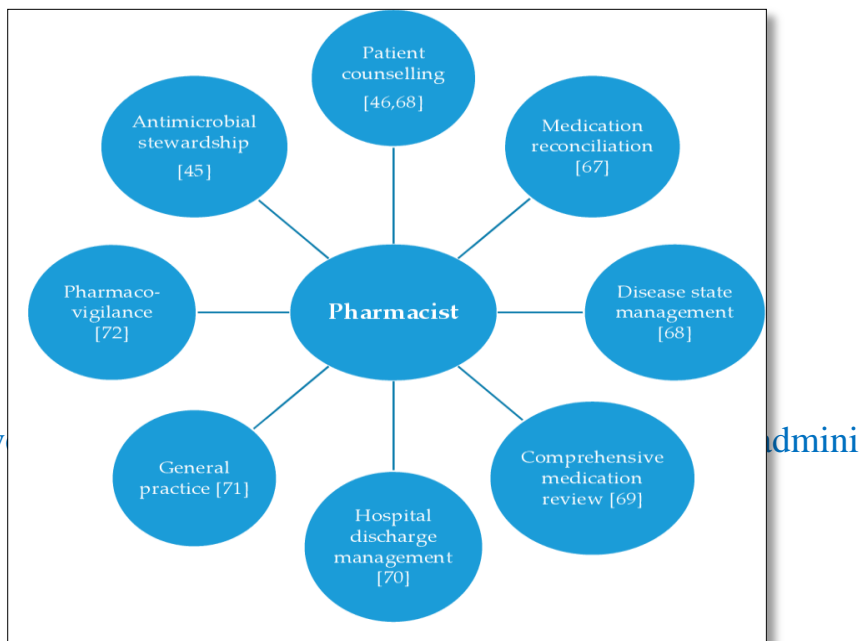 Patient
counselling
[46,68]
Medication
reconciliation
[67]
Disease state
management
[68]
Comprehensive
medication
review [69]
Hospital
discharge
management
[70]
General
practice [71]
Pharmaco-
vigilance
[72]
Antimicrobial
stewardship
[45]
Pharmacist
admini